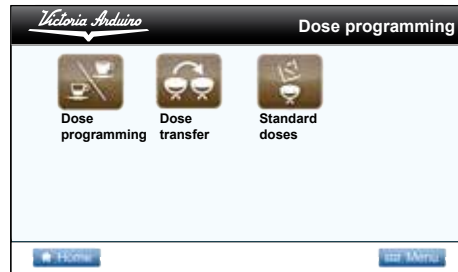 Victoria Arduino
Dose programming
Dose
programming
Dose
transfer
Standard
doses
Home
Menu